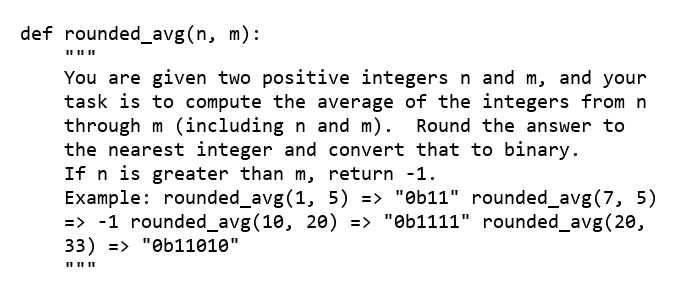 def rounded_avg(n, m):
    """
    You are given two positive integers n and m, and your
    task is to compute the average of the integers from n
    through m (including n and m).  Round the answer to
    the nearest integer and convert that to binary.
    If n is greater than m, return -1.
    Example: rounded_avg(1, 5) => "0b11" rounded_avg(7, 5)
    => -1 rounded_avg(10, 20) => "0b1111" rounded_avg(20,
    33) => "0b11010"
    """